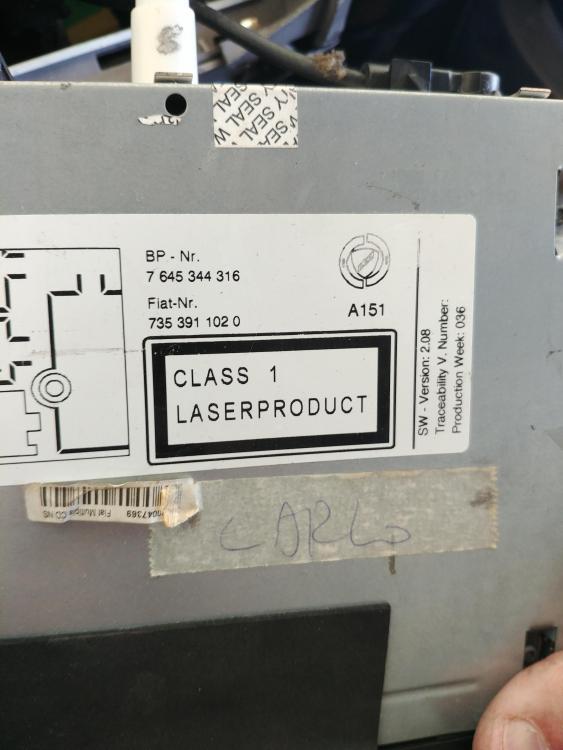 BP - Nr.
7 645 344 316
Fiat-Nr.
735 391 102 0
A151
CLASS 1
LASERPRODUCT
SW - Version: 2.08
Traceability V. Number:
Production Week: 036
Fiat Multipla CD NS
CARLO